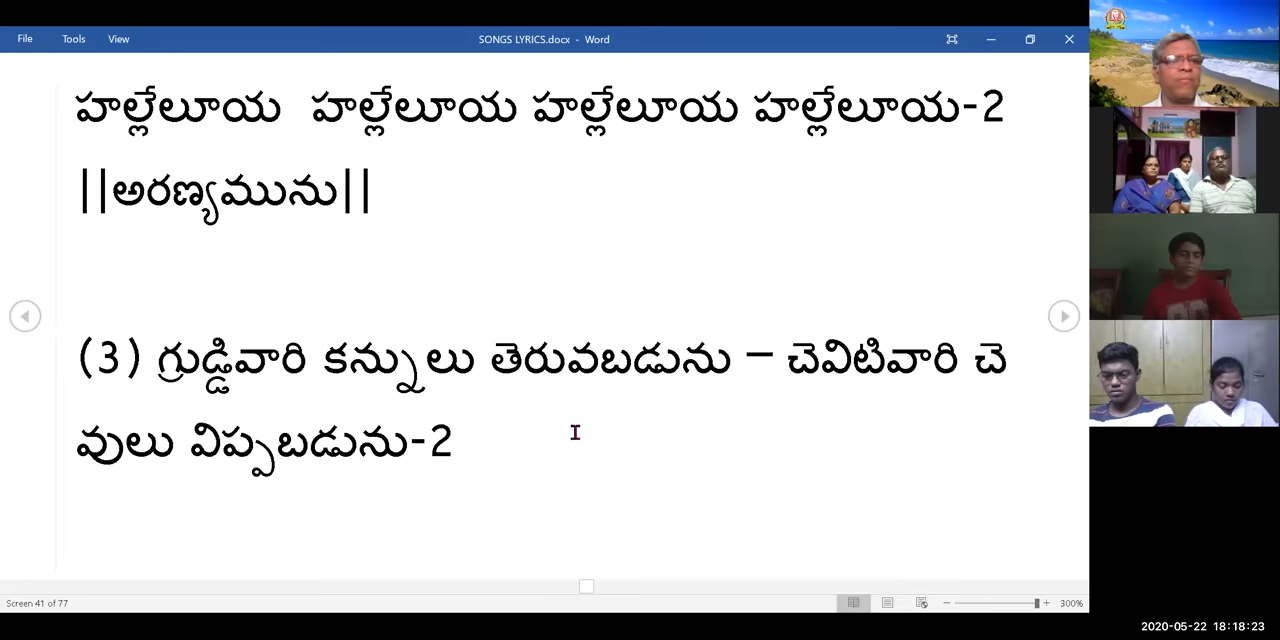 File Tools View SONGS LYRICS.docx - Word
హల్లేలూయ హల్లేలూయ హల్లేలూయ హల్లేలూయ-2
||అరణ్యమును||
(3) గ్రుడ్డివారి కన్నులు తెరువబడును – చెవిటివారి చె
వులు విప్పబడును-2
Screen 41 of 77 300%
2020-05-22 18:18:23